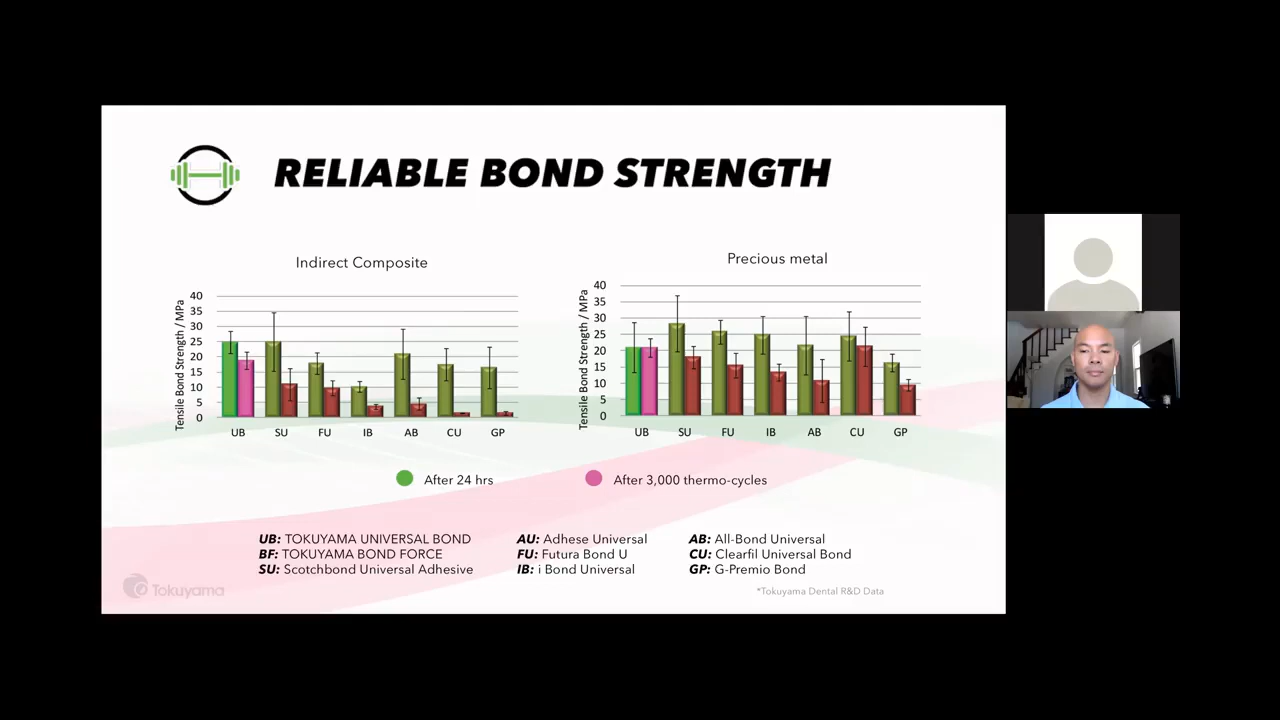 RELIABLE BOND STRENGTH
Indirect Composite
Tensile Bond Strength / MPa
40
35
30
25
20
15
10
5
0
UB SU FU IB AB CU GP
Precious metal
Tensile Bond Strength / MPa
40
35
30
25
20
15
10
5
0
UB SU FU IB AB CU GP
After 24 hrs
After 3,000 thermo-cycles
UB: TOKUYAMA UNIVERSAL BOND
BF: TOKUYAMA BOND FORCE
SU: Scotchbond Universal Adhesive
AU: Adhese Universal
FU: Futura Bond U
IB: i Bond Universal
AB: All-Bond Universal
CU: Clearfil Universal Bond
GP: G-Premio Bond
Tokuyama
*Tokuyama Dental R&D Data